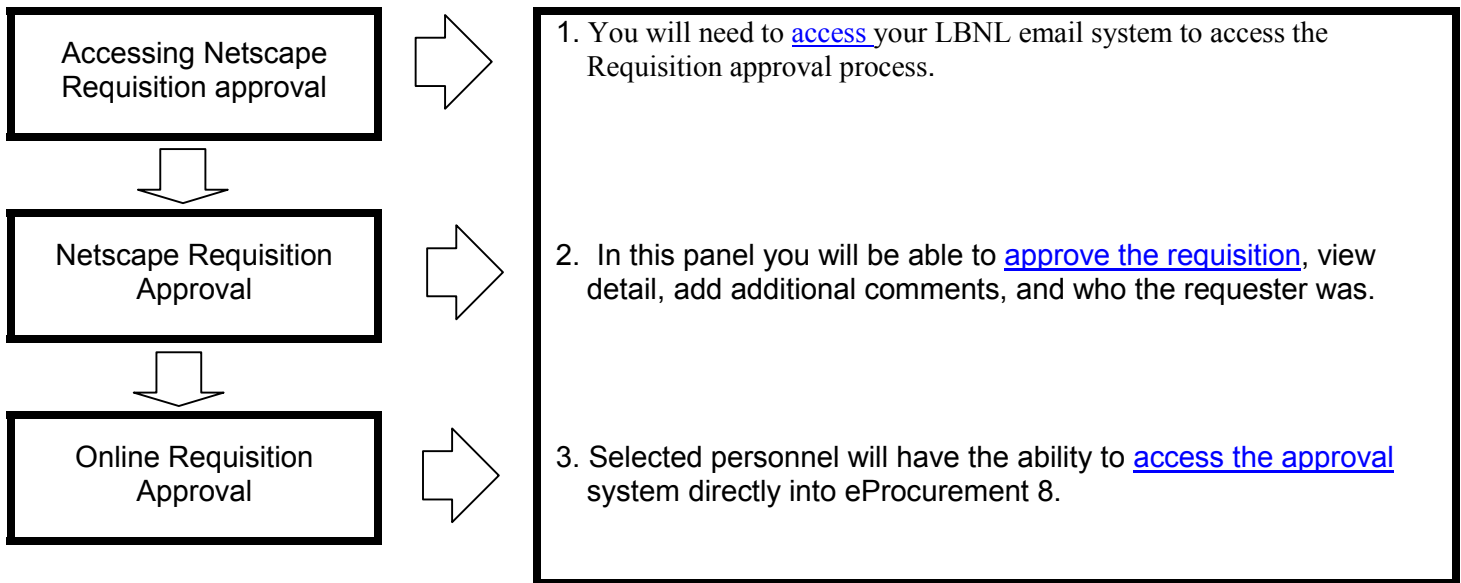 Accessing Netscape
Requisition approval
1. You will need to access your LBNL email system to access the
Requisition approval process.
Netscape Requisition
Approval
2. In this panel you will be able to approve the requisition, view
detail, add additional comments, and who the requester was.
Online Requisition
Approval
3. Selected personnel will have the ability to access the approval
system directly into eProcurement 8.